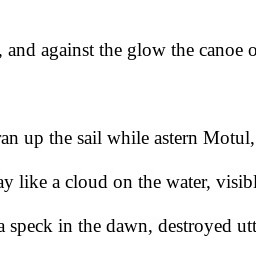 , and against the glow the canoe o
ran up the sail while astern Motul,
ay like a cloud on the water, visibl
a speck in the dawn, destroyed utt